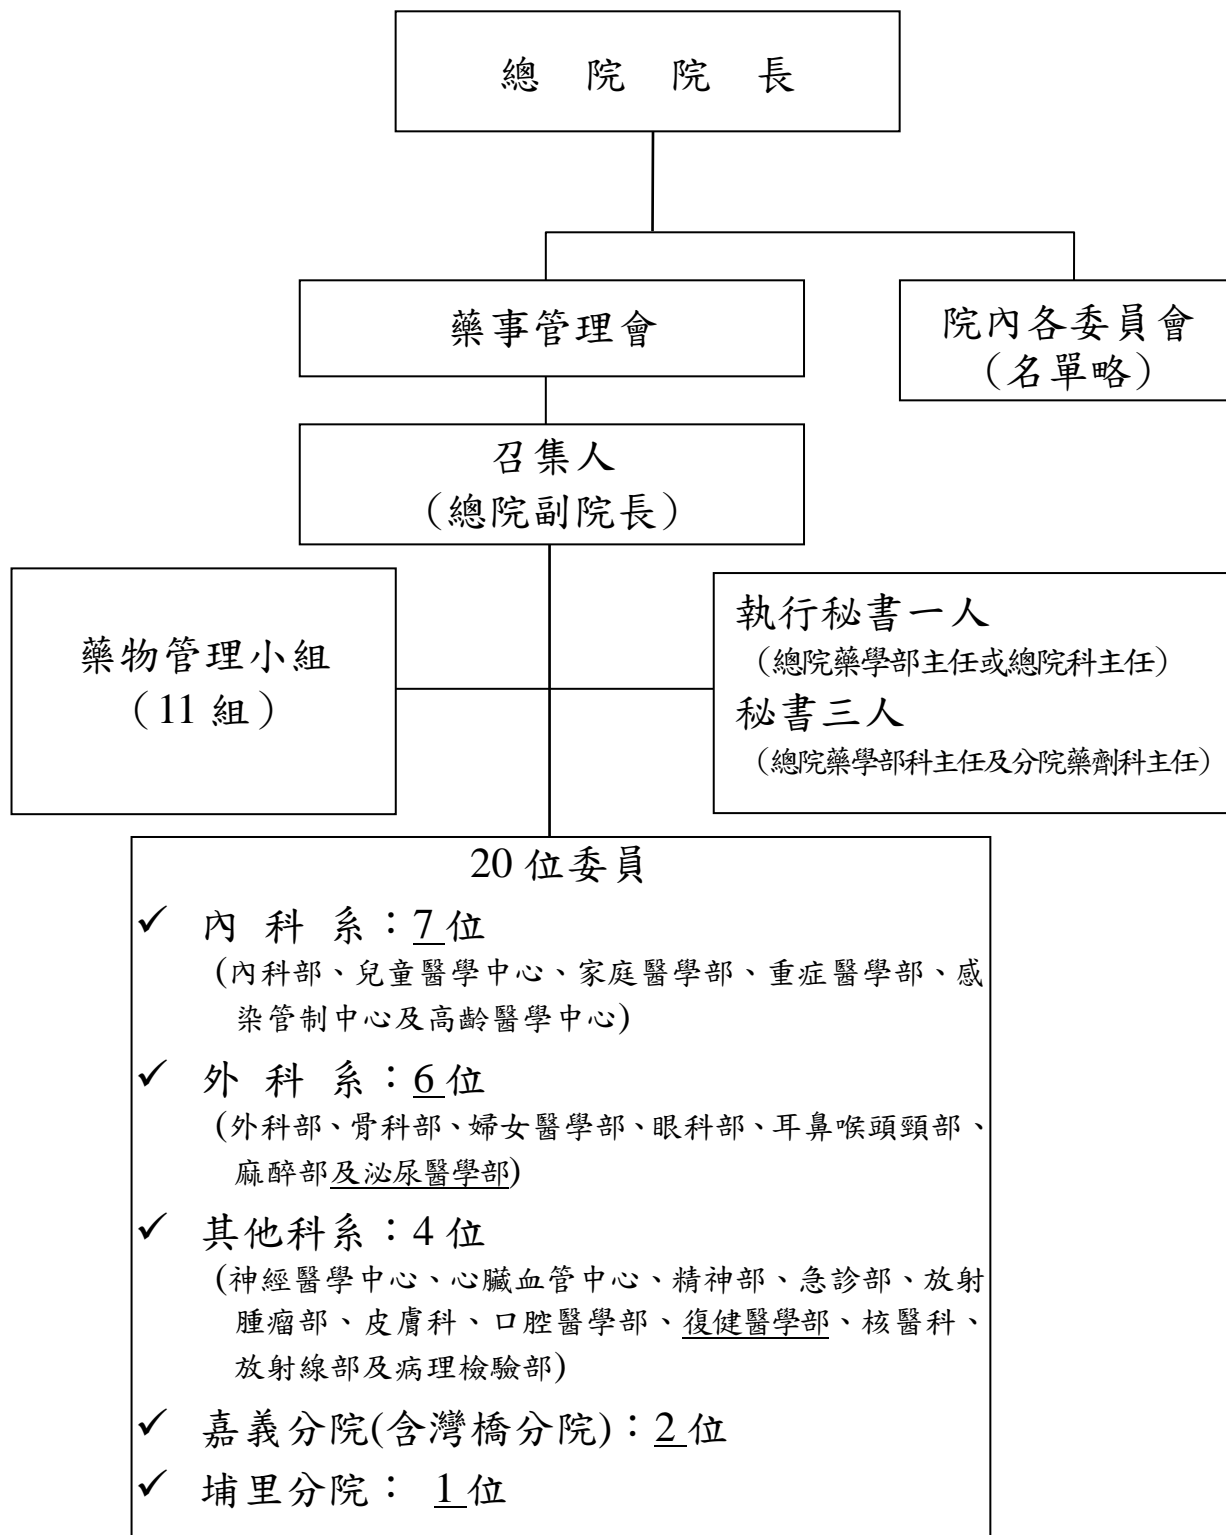 總 院 院 長
藥事管理會
院內各委員會
（名單略）
召集人
（總院副院長）
藥物管理小組
（11 組）
執行秘書一人
（總院藥學部主任或總院科主任）
秘書三人
（總院藥學部科主任及分院藥劑科主任）
20 位委員
✓ 內 科 系：7 位
(內科部、兒童醫學中心、家庭醫學部、重症醫學部、感
染管制中心及高齡醫學中心)
✓ 外 科 系：6 位
(外科部、骨科部、婦女醫學部、眼科部、耳鼻喉頭頸部、
麻醉部及泌尿醫學部)
✓ 其他科系：4 位
(神經醫學中心、心臟血管中心、精神部、急診部、放射
腫瘤部、皮膚科、口腔醫學部、復健醫學部、核醫科、
放射線部及病理檢驗部)
✓ 嘉義分院(含灣橋分院)：2 位
✓ 埔里分院： 1 位